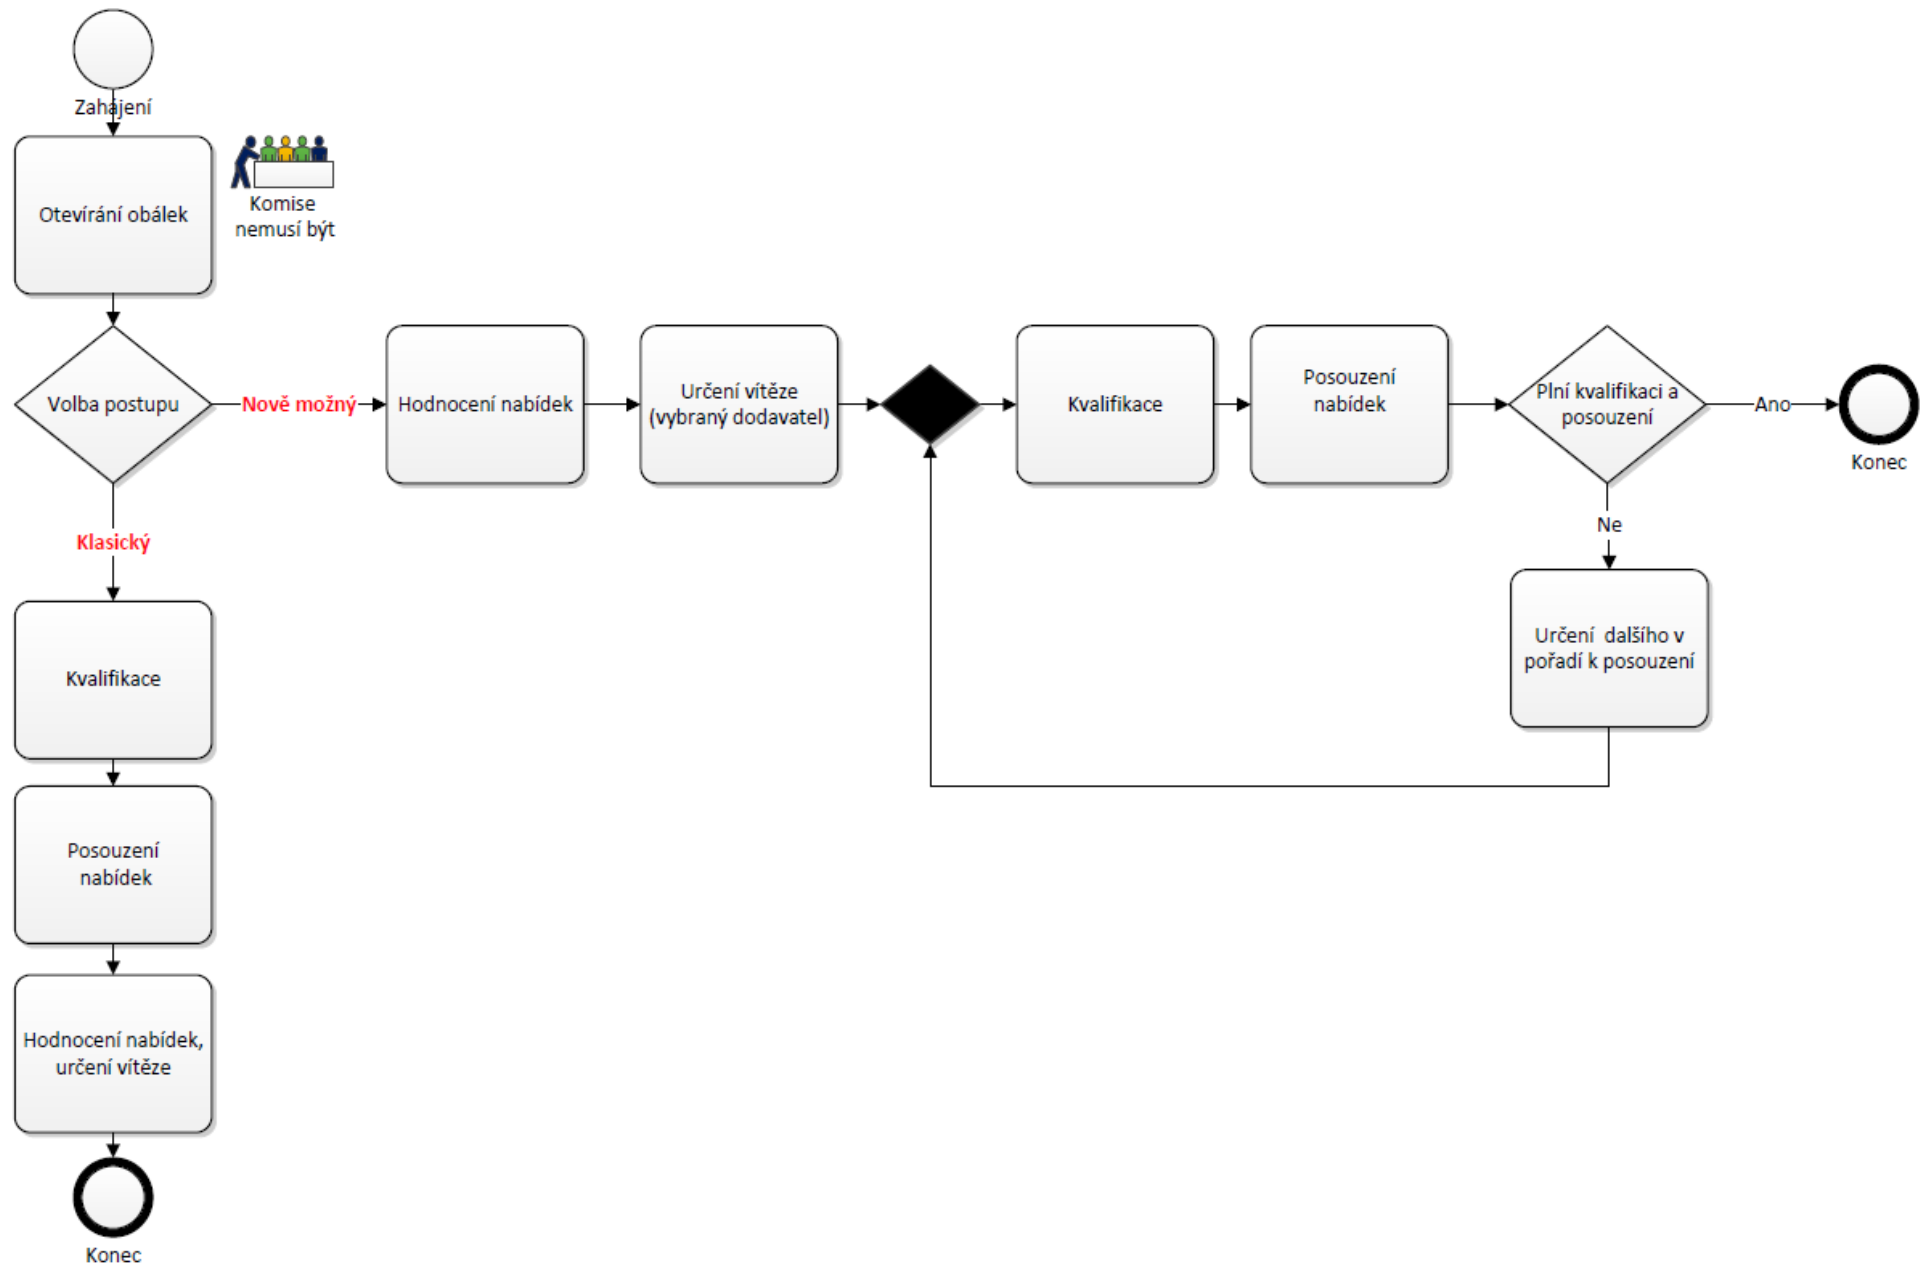 Zahájení
Otevírání obálek
Komise
nemusí být
Volba postupu
Nově možný
Hodnocení nabídek
Určení vítěze
(vybraný dodavatel)
Kvalifikace
Posouzení
nabídek
Plní kvalifikaci a
posouzení
Ano
Konec
Ne
Určení  dalšího v
pořadí k posouzení
Klasický
Kvalifikace
Posouzení
nabídek
Hodnocení nabídek,
určení vítěze
Konec